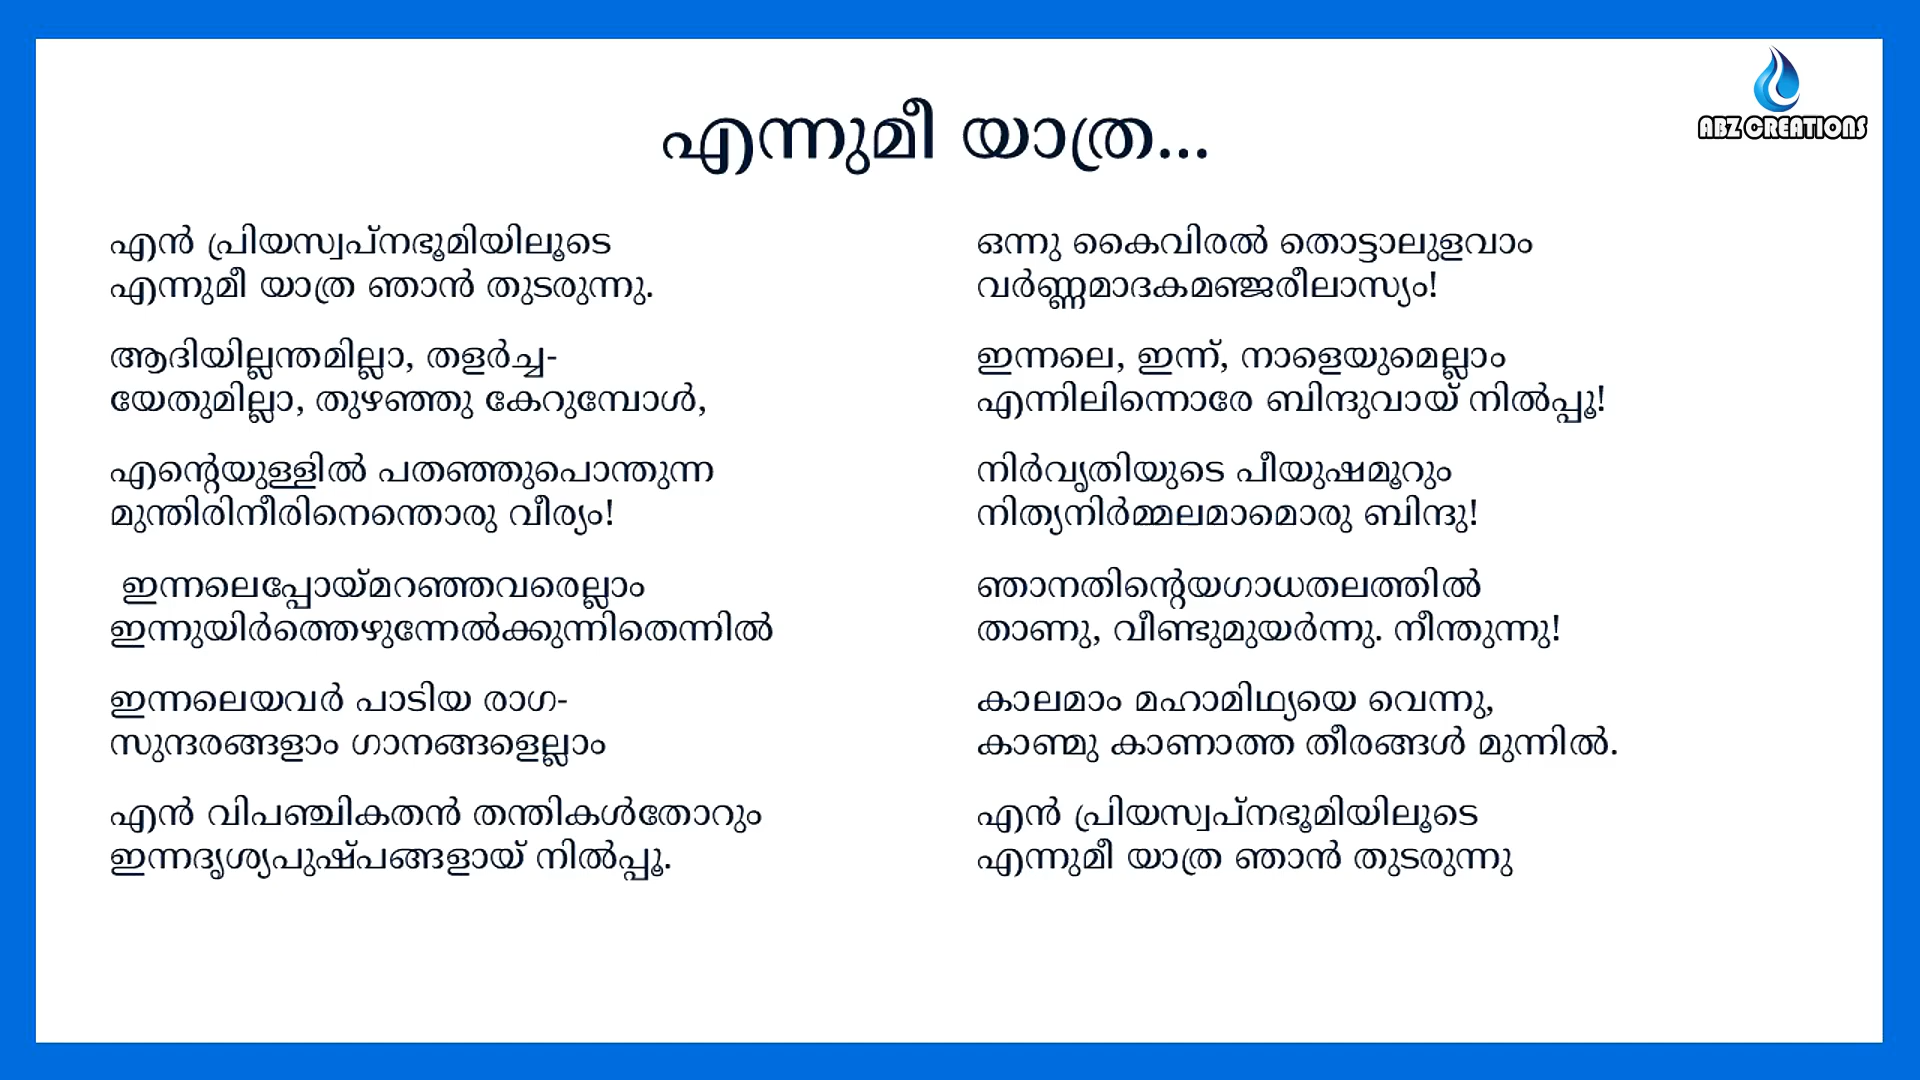 ABZ CREATIONS
എന്നുമീ യാത്ര...
എൻ പ്രിയസ്വപ്നഭൂമിയിലൂടെ
എന്നുമീ യാത്ര ഞാൻ തുടരുന്നു.
ആദിയില്ലന്തമില്ലാ, തളർച്ച-
യേതുമില്ലാ, തുഴഞ്ഞു കേറുമ്പോൾ,
എന്റെയുള്ളിൽ പതഞ്ഞുപൊന്തുന്ന
മുന്തിരിനീരിനെന്തൊരു വീര്യം!
ഇന്നലെപ്പോയ്മറഞ്ഞവരെല്ലാം
ഇന്നുയിർത്തെഴുന്നേൽക്കുന്നിതെന്നിൽ
ഇന്നലെയവർ പാടിയ രാഗ-
സുന്ദരങ്ങളാം ഗാനങ്ങളെല്ലാം
എൻ വിപഞ്ചികതൻ തന്തികൾതോറും
ഇന്നദൃശ്യപുഷ്പങ്ങളായ് നിൽപ്പൂ.
ഒന്നു കൈവിരൽ തൊട്ടാലുളവാം
വർണ്ണമാദകമഞ്ജരീലാസ്യം!
ഇന്നലെ, ഇന്ന്, നാളെയുമെല്ലാം
എന്നിലിന്നൊരേ ബിന്ദുവായ് നിൽപ്പൂ!
നിർവൃതിയുടെ പീയുഷമൂറും
നിത്യനിർമ്മലമാമൊരു ബിന്ദു!
ഞാനതിന്റെയഗാധതലത്തിൽ
താണു, വീണ്ടുമുയർന്നു. നീന്തുന്നു!
കാലമാം മഹാമിഥ്യയെ വെന്നു,
കാണ്മു കാണാത്ത തീരങ്ങൾ മുന്നിൽ.
എൻ പ്രിയസ്വപ്നഭൂമിയിലൂടെ
എന്നുമീ യാത്ര ഞാൻ തുടരുന്നു